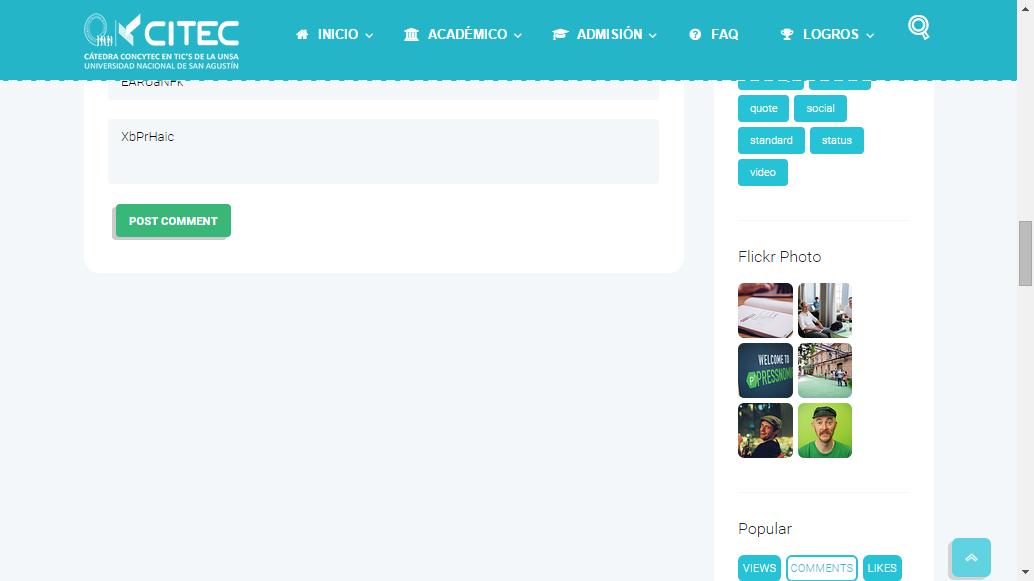 CITEC
CÁTEDRA CONCYTEC EN TIC'S DE LA UNSA
UNIVERSIDAD NACIONAL DE SAN AGUSTÍN
INICIO
ACADÉMICO
ADMISIÓN
FAQ
LOGROS
EARUaNFk
XbPrHaic
POST COMMENT
quote
social
standard
status
video
Flickr Photo
WELCOME TO
Popular
VIEWS
COMMENTS
LIKES